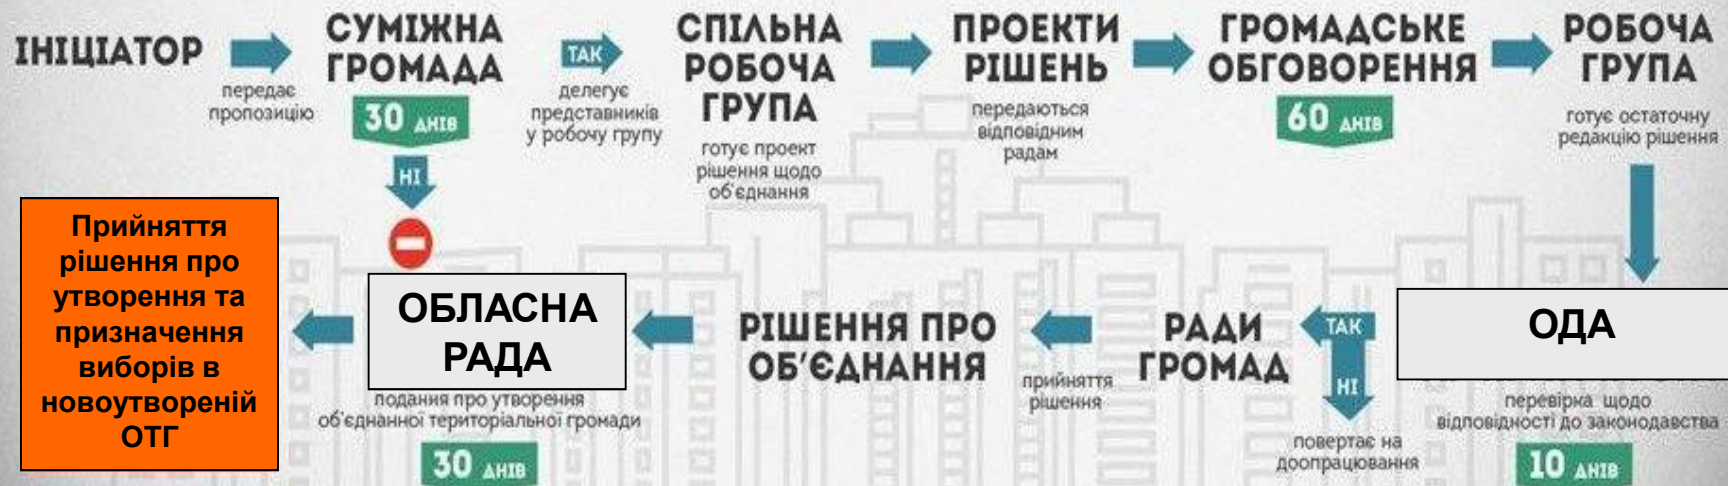 ІНІЦІАТОР
передає
пропозицію
СУМІЖНА
ГРОМАДА
30 ДНІВ
НІ
ТАК
делегує
представників
у робочу групу
СПІЛЬНА
РОБОЧА
ГРУПА
готує проект
рішення щодо
об'єднання
ПРОЕКТИ
РІШЕНЬ
передаються
відповідним
радам
ГРОМАДСЬКЕ
ОБГОВОРЕННЯ
60 ДНІВ
РОБОЧА
ГРУПА
готує остаточну
редакцію рішення
ОДА
перевірка щодо
відповідності до законодавства
10 ДНІВ
ТАК
НІ
повертає на
доопрацювання
РАДИ
ГРОМАД
прийняття
рішення
РІШЕННЯ ПРО
ОБ'ЄДНАННЯ
ОБЛАСНА
РАДА
подання про утворення
об'єднанної територіальної громади
30 ДНІВ
Прийняття
рішення про
утворення та
призначення
виборів в
новоутвореній
ОТГ